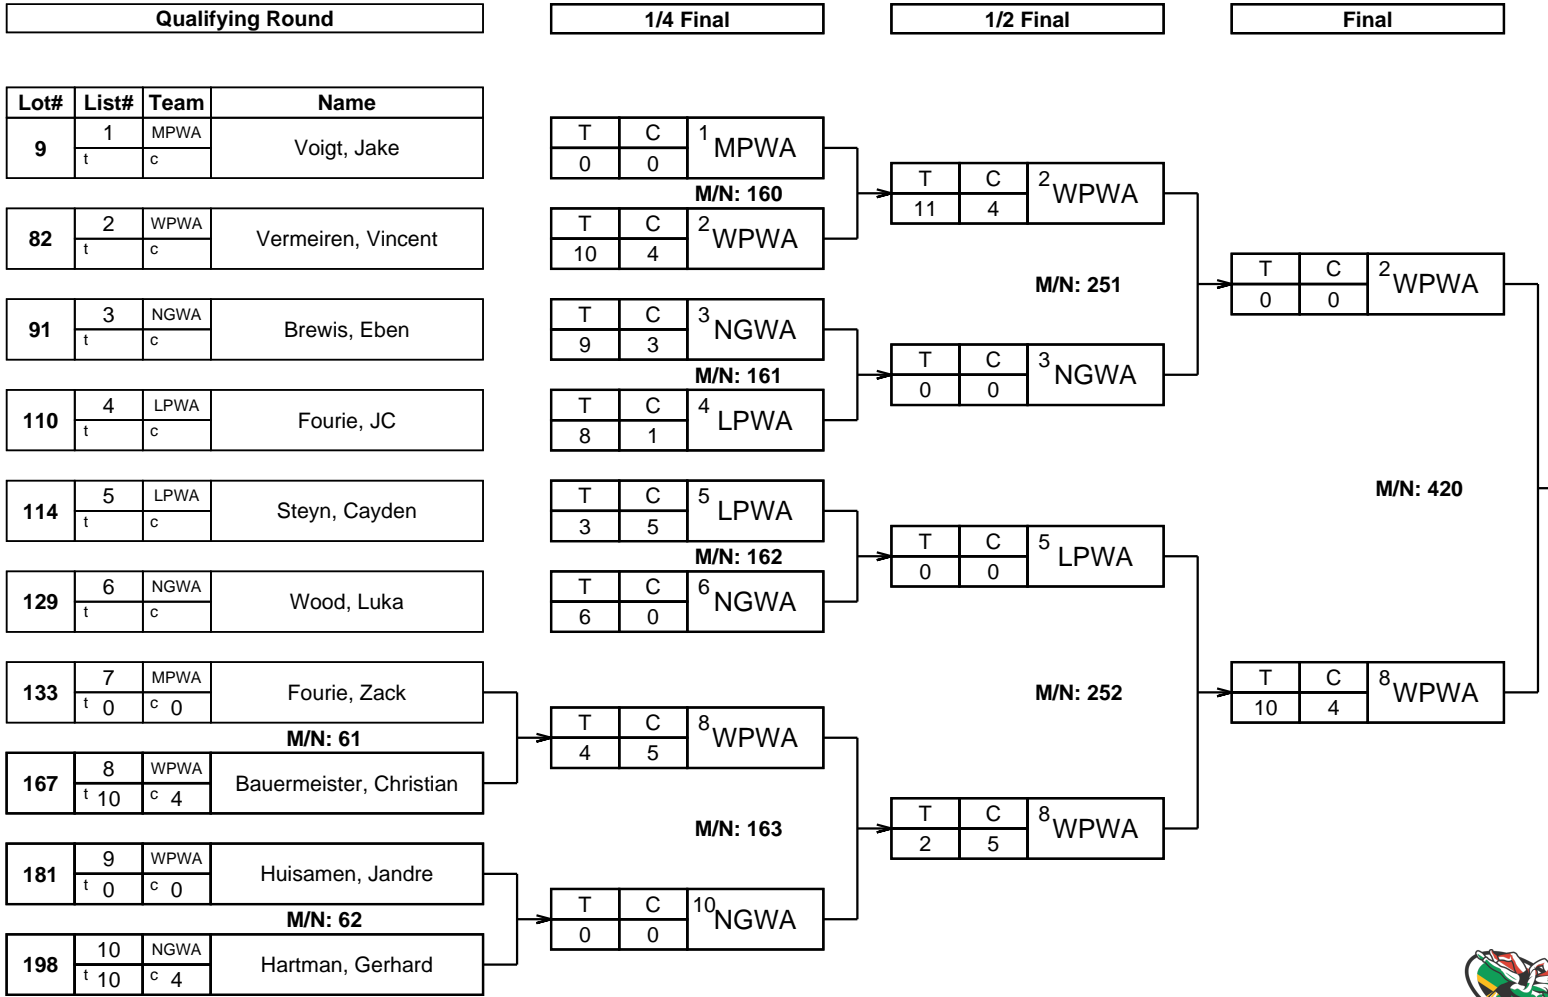 Qualifying Round 1/4 Final 1/2 Final Final
Lot# List# Team Name
9 1 MPWA Voigt, Jake
t c
T C 1 MPWA
0 0
M/N: 160
82 2 WPWA Vermeiren, Vincent
t c
T C 2 WPWA
10 4
91 3 NGWA Brewis, Eben
t c
T C 3 NGWA
9 3
M/N: 161
110 4 LPWA Fourie, JC
t c
T C 4 LPWA
8 1
114 5 LPWA Steyn, Cayden
t c
T C 5 LPWA
3 5
M/N: 162
129 6 NGWA Wood, Luka
t c
T C 6 NGWA
6 0
133 7 MPWA Fourie, Zack
t 0 c 0
M/N: 61
167 8 WPWA Bauermeister, Christian
t 10 c 4
T C 8 WPWA
4 5
M/N: 163
181 9 WPWA Huisamen, Jandre
t 0 c 0
M/N: 62
198 10 NGWA Hartman, Gerhard
t 10 c 4
T C 10 NGWA
0 0
T C 2 WPWA
11 4
M/N: 251
T C 3 NGWA
0 0
T C 5 LPWA
0 0
M/N: 252
T C 8 WPWA
2 5
T C 2 WPWA
0 0
M/N: 420
T C 8 WPWA
10 4